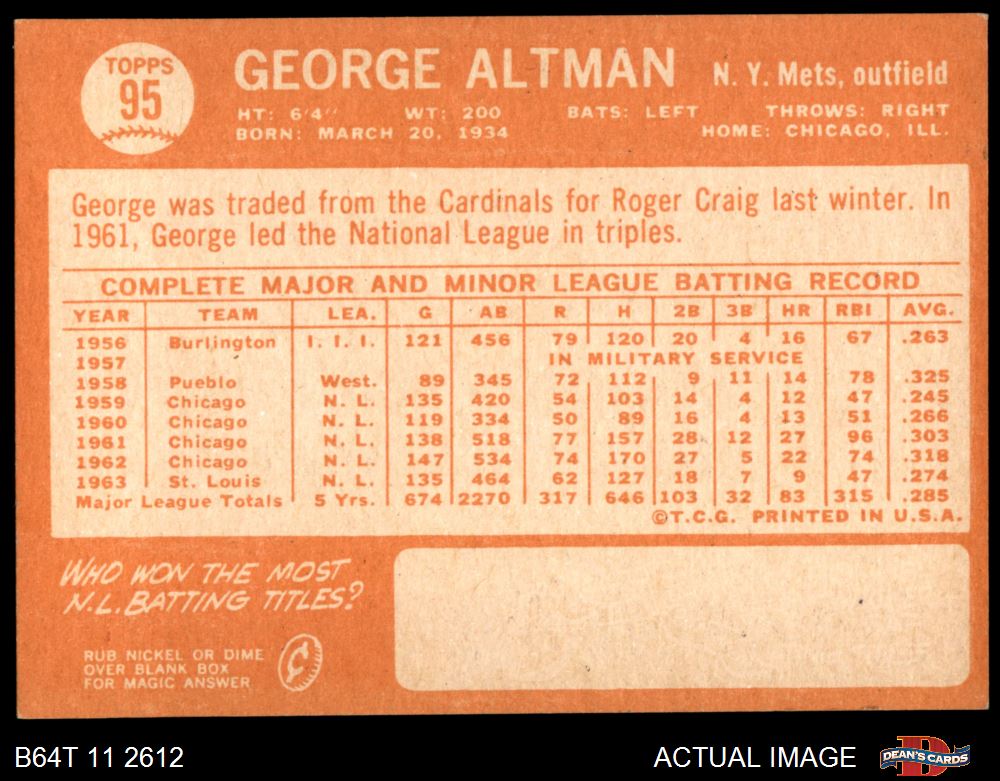 TOPPS
95
GEORGE ALTMAN N. Y. Mets, outfield
HT: 6'4" WT: 200 BATS: LEFT THROWS: RIGHT
BORN: MARCH 20, 1934 HOME: CHICAGO, ILL.
George was traded from the Cardinals for Roger Craig last winter. In
1961, George led the National League in triples.
COMPLETE MAJOR AND MINOR LEAGUE BATTING RECORD
YEAR TEAM LEA. G AB R H 2B 3B HR RBI AVG.
1956 Burlington I. I. I. 121 456 79 120 20 4 16 67 .263
1957 IN MILITARY SERVICE
1958 Pueblo West. 89 345 72 112 9 11 14 78 .325
1959 Chicago N. L. 135 420 54 103 14 4 12 47 .245
1960 Chicago N. L. 119 334 50 89 16 4 13 51 .266
1961 Chicago N. L. 138 518 77 157 28 12 27 96 .303
1962 Chicago N. L. 147 534 74 170 27 5 22 74 .318
1963 St. Louis N. L. 135 464 62 127 18 7 9 47 .274
Major League Totals 5 Yrs. 674 2270 317 646 103 32 83 315 .285
©T.C.G. PRINTED IN U.S.A.
WHO WON THE MOST
N.L. BATTING TITLES?
RUB NICKEL OR DIME
OVER BLANK BOX
FOR MAGIC ANSWER
B64T 11 2612 ACTUAL IMAGE DEAN'S CARDS